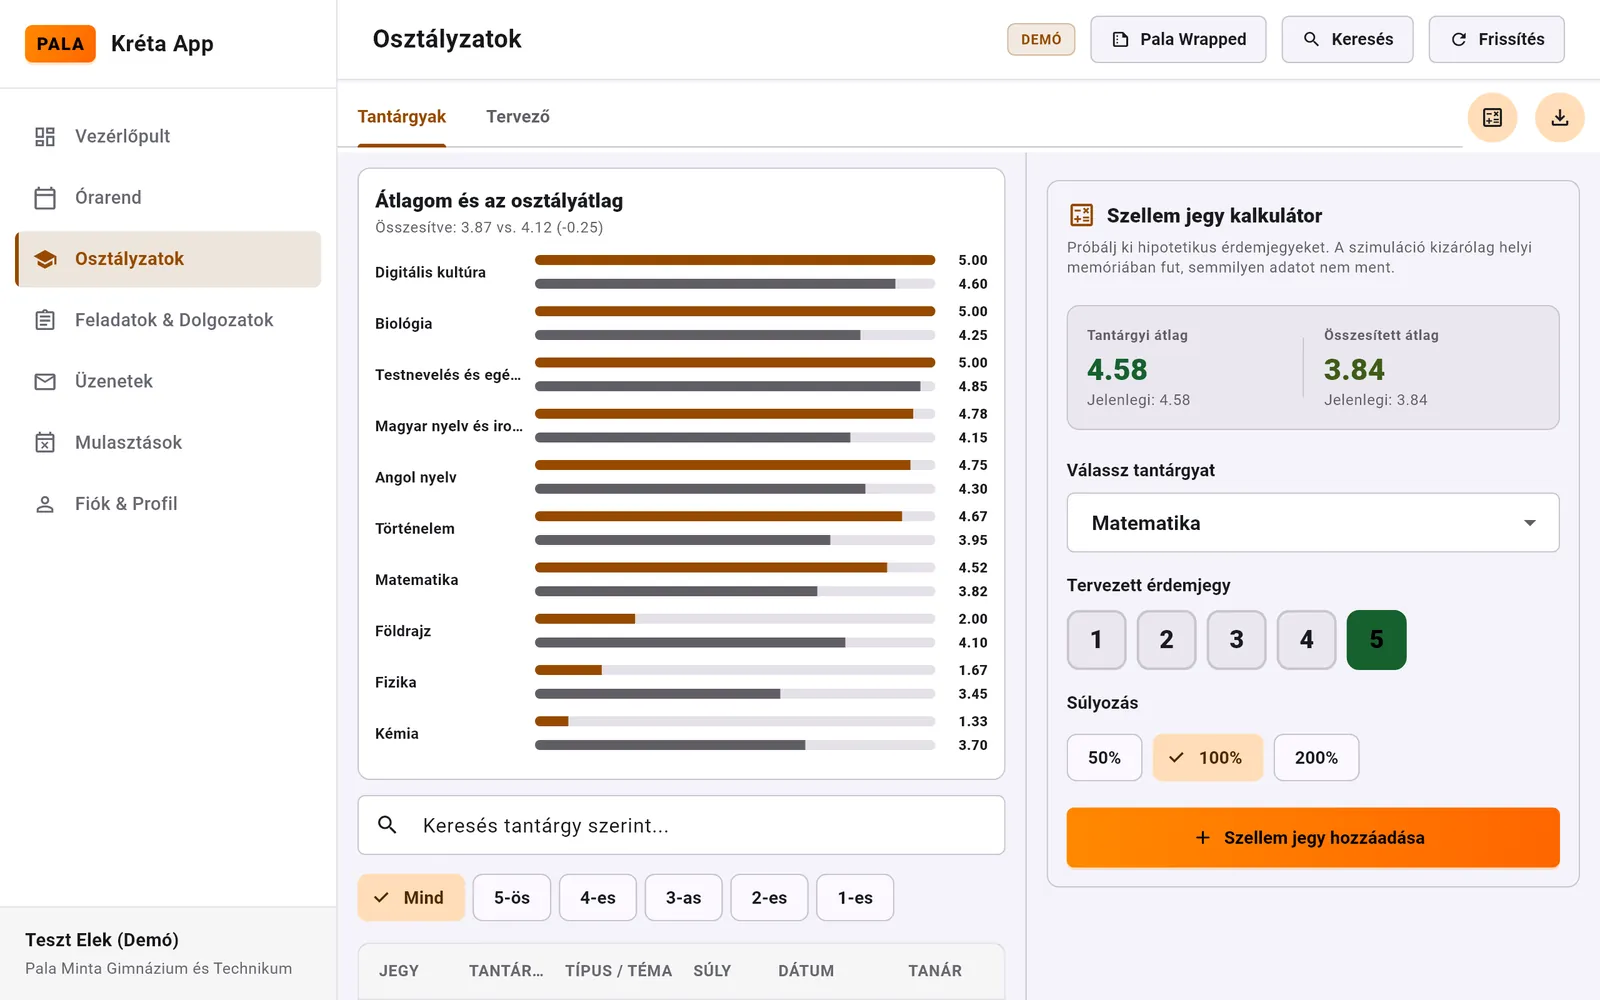 PALA Kréta App
Vezérlőpult
Órarend
Osztályzatok
Feladatok & Dolgozatok
Üzenetek
Mulasztások
Fiók & Profil
Teszt Elek (Demó)
Pala Minta Gimnázium és Technikum
Osztályzatok
DEMÓ
Pala Wrapped
Keresés
Frissítés
Tantárgyak
Tervező
Átlagom és az osztályátlag
Összesítve: 3.87 vs. 4.12 (-0.25)
Digitális kultúra
5.00
4.60
Biológia
5.00
4.25
Testnevelés és egé...
5.00
4.85
Magyar nyelv és iro...
4.78
4.15
Angol nyelv
4.75
4.30
Történelem
4.67
3.95
Matematika
4.52
3.82
Földrajz
2.00
4.10
Fizika
1.67
3.45
Kémia
1.33
3.70
Keresés tantárgy szerint...
Mind
5-ös
4-es
3-as
2-es
1-es
JEGY
TANTÁR...
TÍPUS / TÉMA
SÚLY
DÁTUM
TANÁR
Szellem jegy kalkulátor
Próbálj ki hipotetikus érdemjegyeket. A szimuláció kizárólag helyi
memóriában fut, semmilyen adatot nem ment.
Tantárgyi átlag
4.58
Jelenlegi: 4.58
Összesített átlag
3.84
Jelenlegi: 3.84
Válassz tantárgyat
Matematika
Tervezett érdemjegy
1
2
3
4
5
Súlyozás
50%
100%
200%
+ Szellem jegy hozzáadása